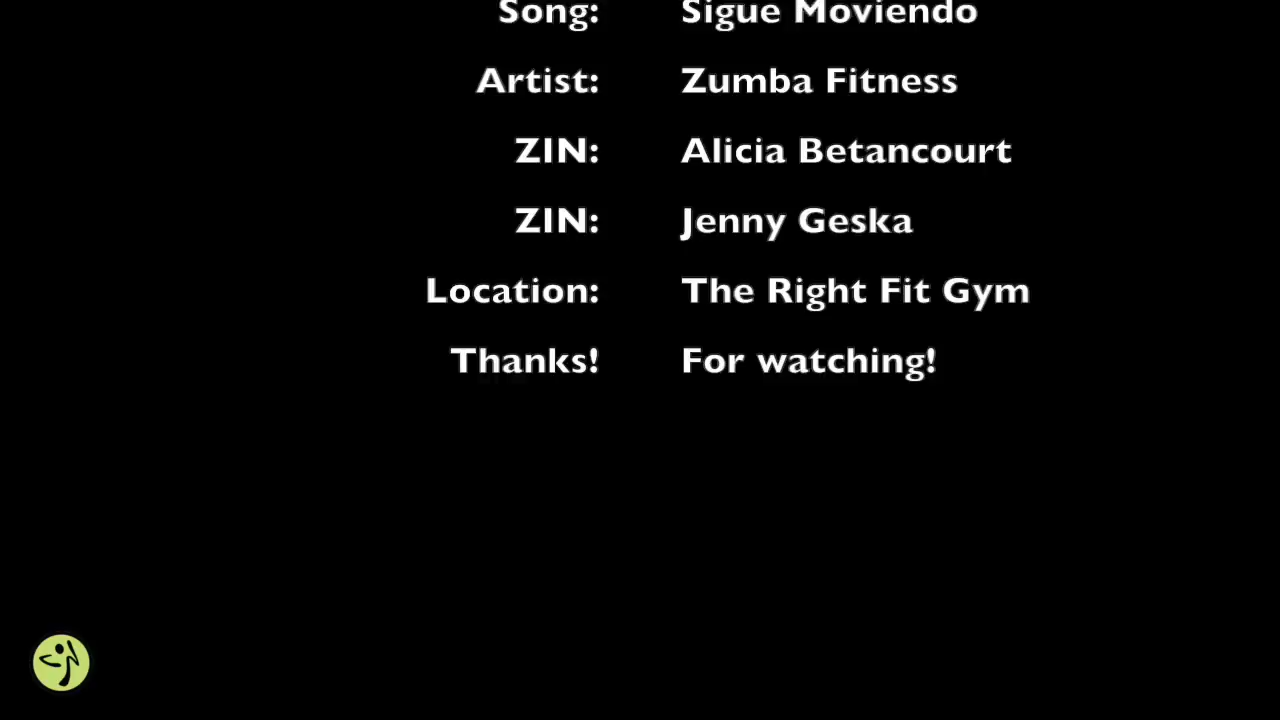 Song: Sigue Moviendo
Artist: Zumba Fitness
ZIN: Alicia Betancourt
ZIN: Jenny Geska
Location: The Right Fit Gym
Thanks! For watching!